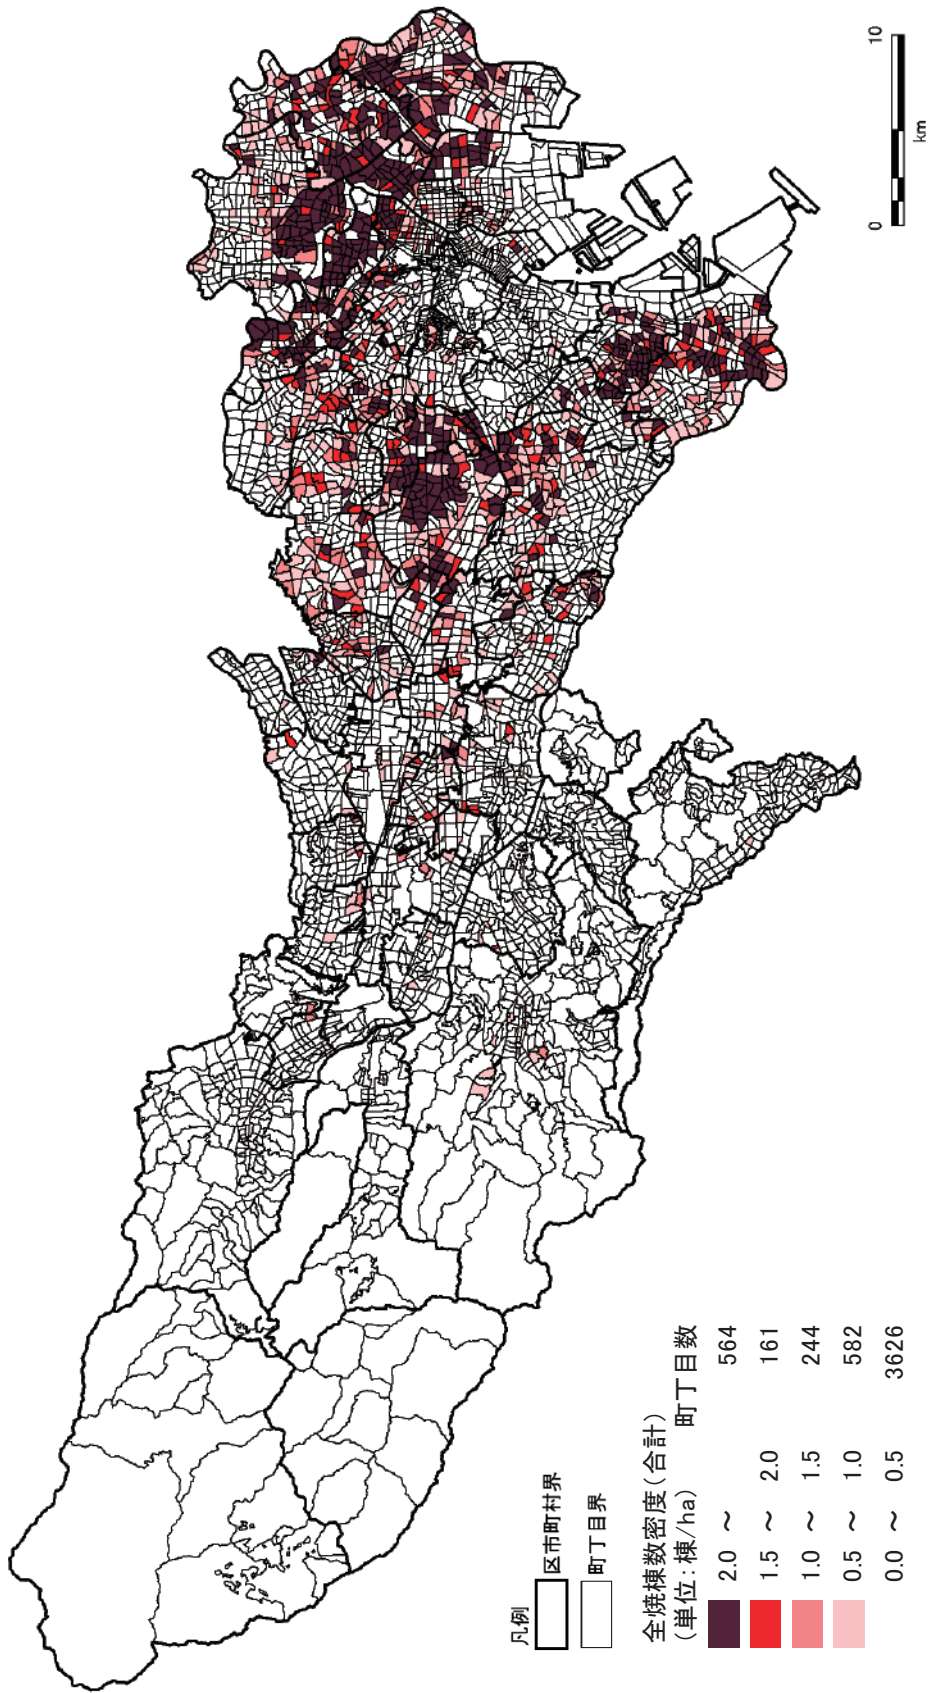 凡例
区市町村界
町丁目界
全焼棟数密度(合計)
(単位:棟/ha) 町丁目数
2.0 ～ 564
1.5 ～ 2.0 161
1.0 ～ 1.5 244
0.5 ～ 1.0 582
0.0 ～ 0.5 3626
0 10
km